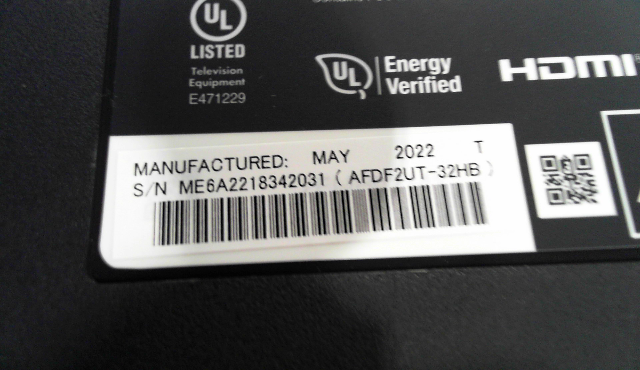 UL
LISTED
Television
Equipment
E471229
UL
Energy
Verified
HDMI
MANUFACTURED: MAY 2022 T
S/N ME6A2218342031 ( AFDF2UT-32HB )